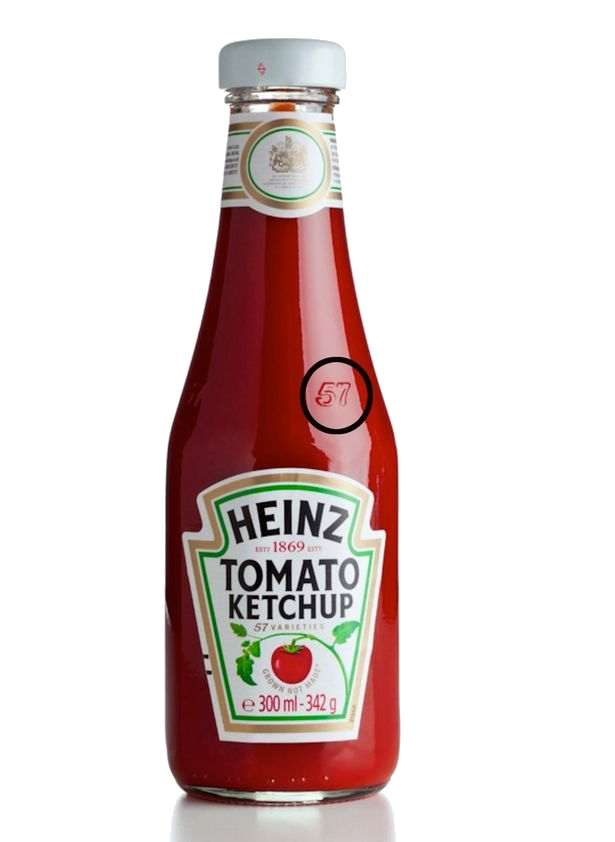 57
HEINZ
ESTD 1869 ESTD
TOMATO
KETCHUP
57 VARIETIES
GROWN NOT MADE
℮ 300 ml - 342 g